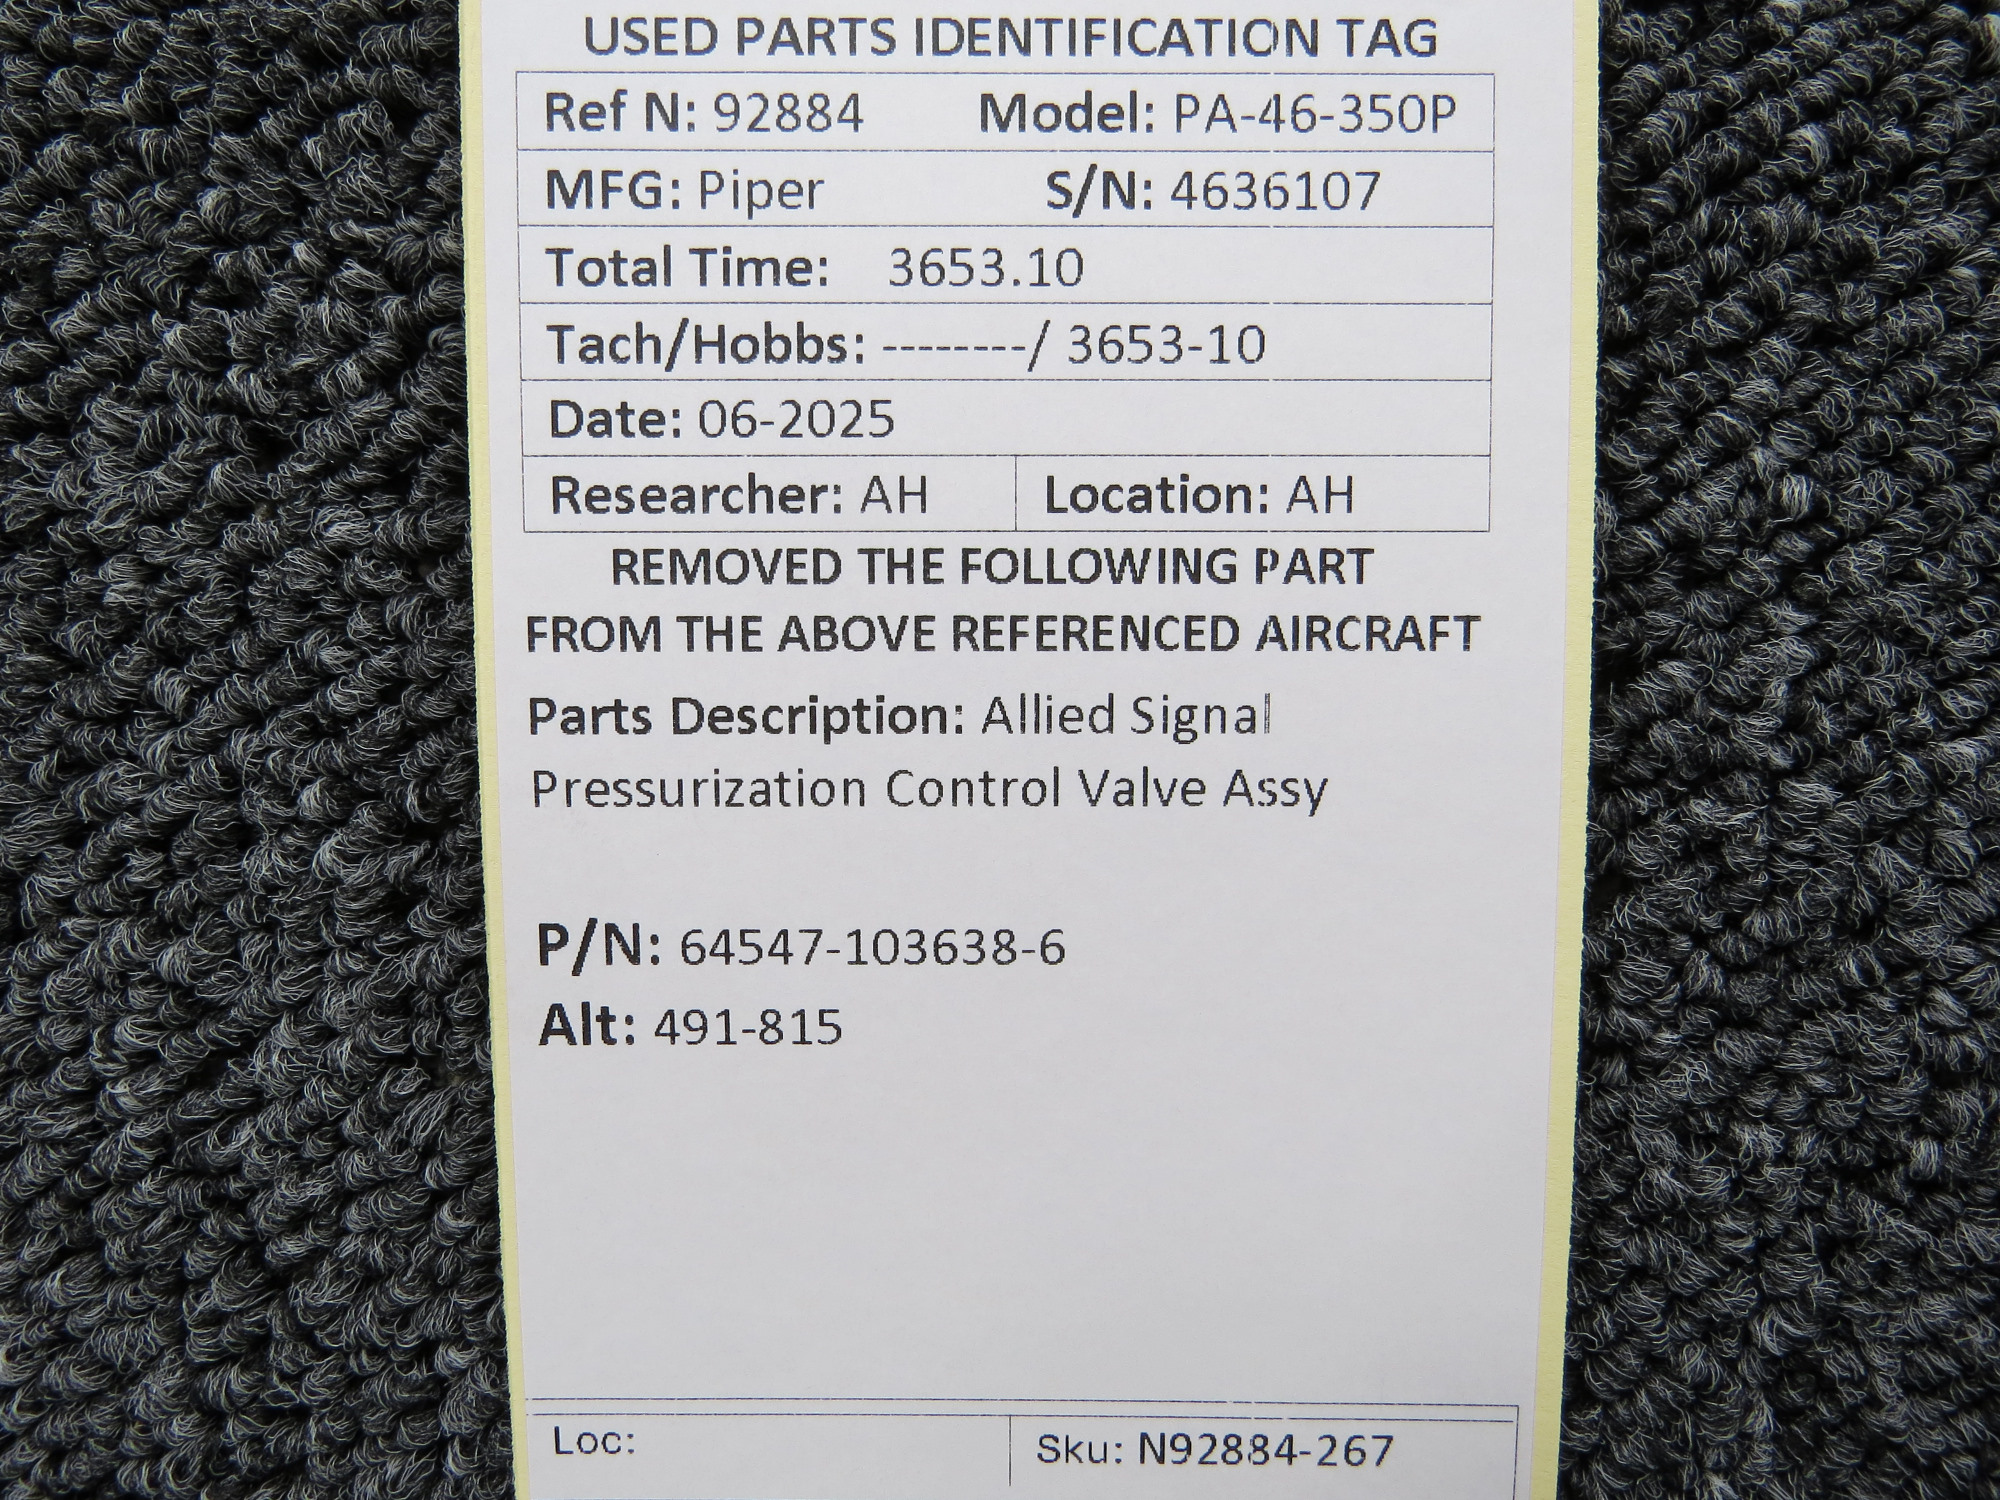 USED PARTS IDENTIFICATION TAG
Ref N: 92884 Model: PA-46-350P
MFG: Piper S/N: 4636107
Total Time: 3653.10
Tach/Hobbs: --------/ 3653-10
Date: 06-2025
Researcher: AH Location: AH
REMOVED THE FOLLOWING PART
FROM THE ABOVE REFERENCED AIRCRAFT
Parts Description: Allied Signal
Pressurization Control Valve Assy
P/N: 64547-103638-6
Alt: 491-815
Loc: Sku: N92884-267